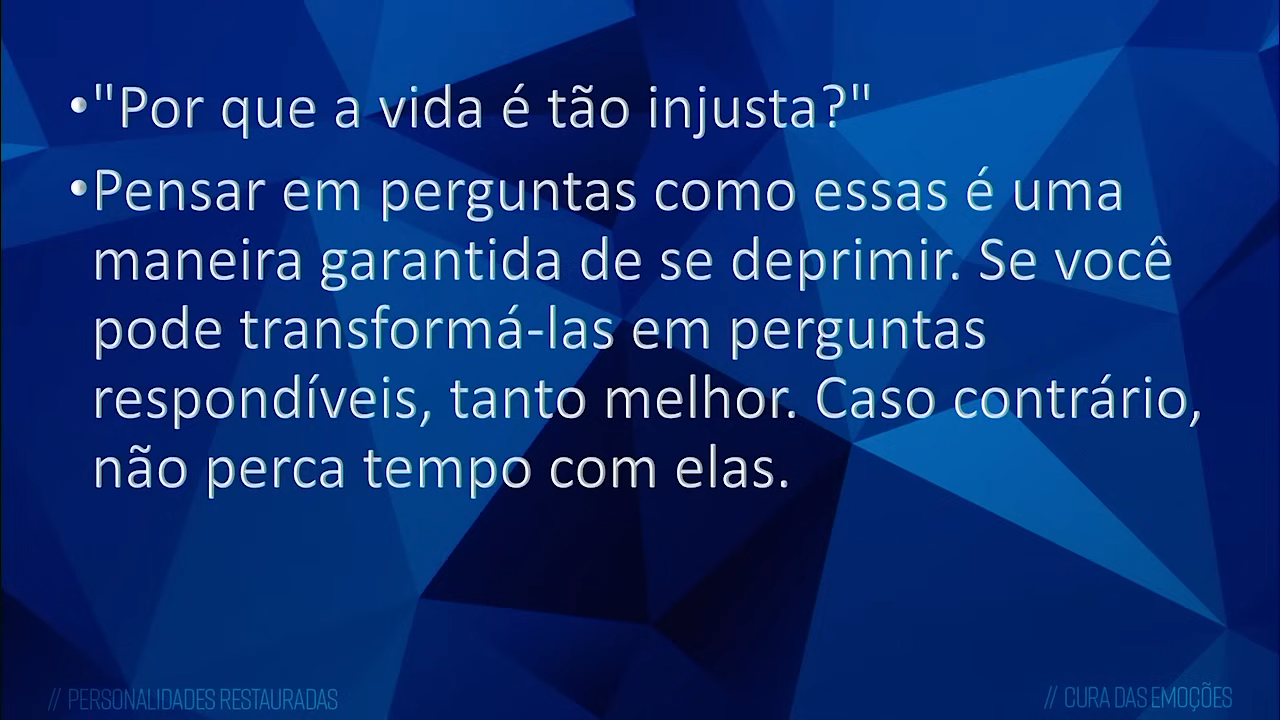 •"Por que a vida é tão injusta?"
•Pensar em perguntas como essas é uma
maneira garantida de se deprimir. Se você
pode transformá-las em perguntas
respondíveis, tanto melhor. Caso contrário,
não perca tempo com elas.
// PERSONALIDADES RESTAURADAS
// CURA DAS EMOÇÕES